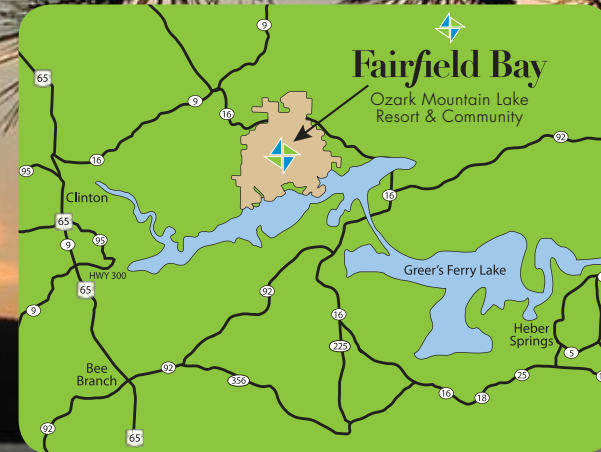 Fairfield Bay
Ozark Mountain Lake
Resort & Community
9
65
9
16
92
16
95
16
Clinton
65
9
95
HWY 300
65
Greer's Ferry Lake
92
9
16
Heber
Springs
225
5
Bee
Branch
92
356
25
16
18
92
65